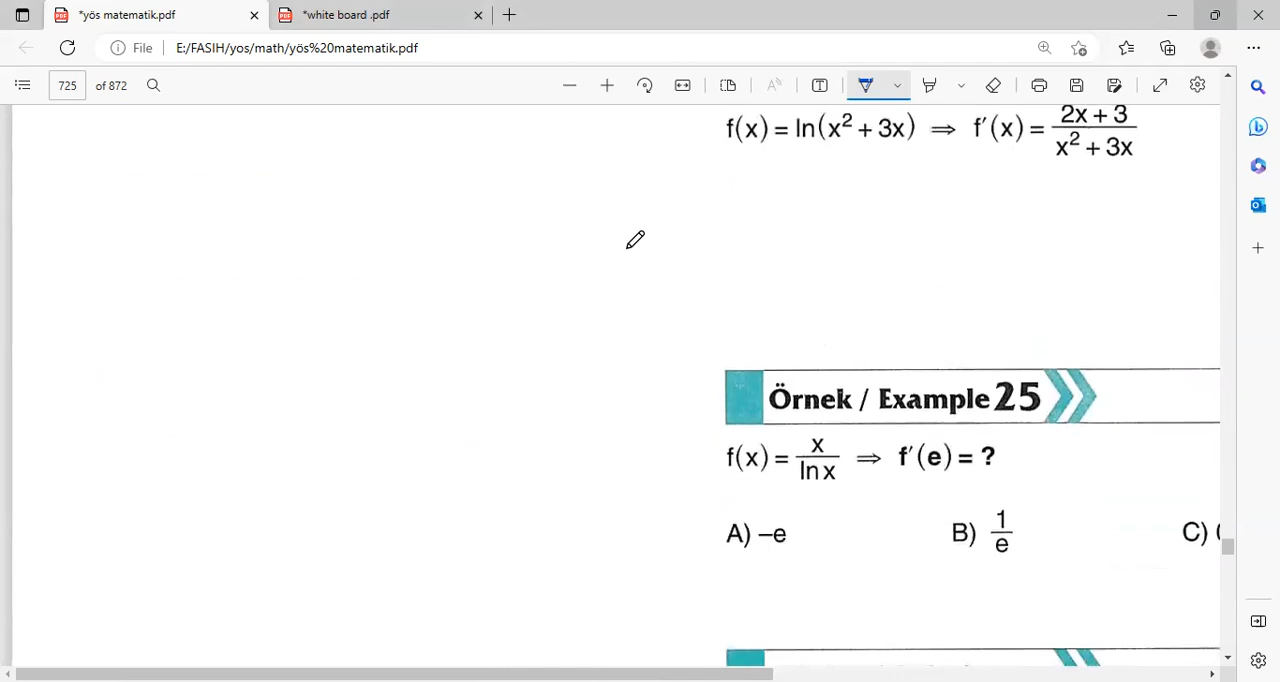 *yös matematik.pdf
*white board .pdf
File
E:/FASIH/yos/math/yös%20matematik.pdf
725 of 872
f(x) = ln(x² + 3x) ⇒ f′(x) = (2x + 3)/(x² + 3x)
Örnek / Example 25
f(x) = x/ln x ⇒ f′(e) = ?
A) –e B) 1/e C)